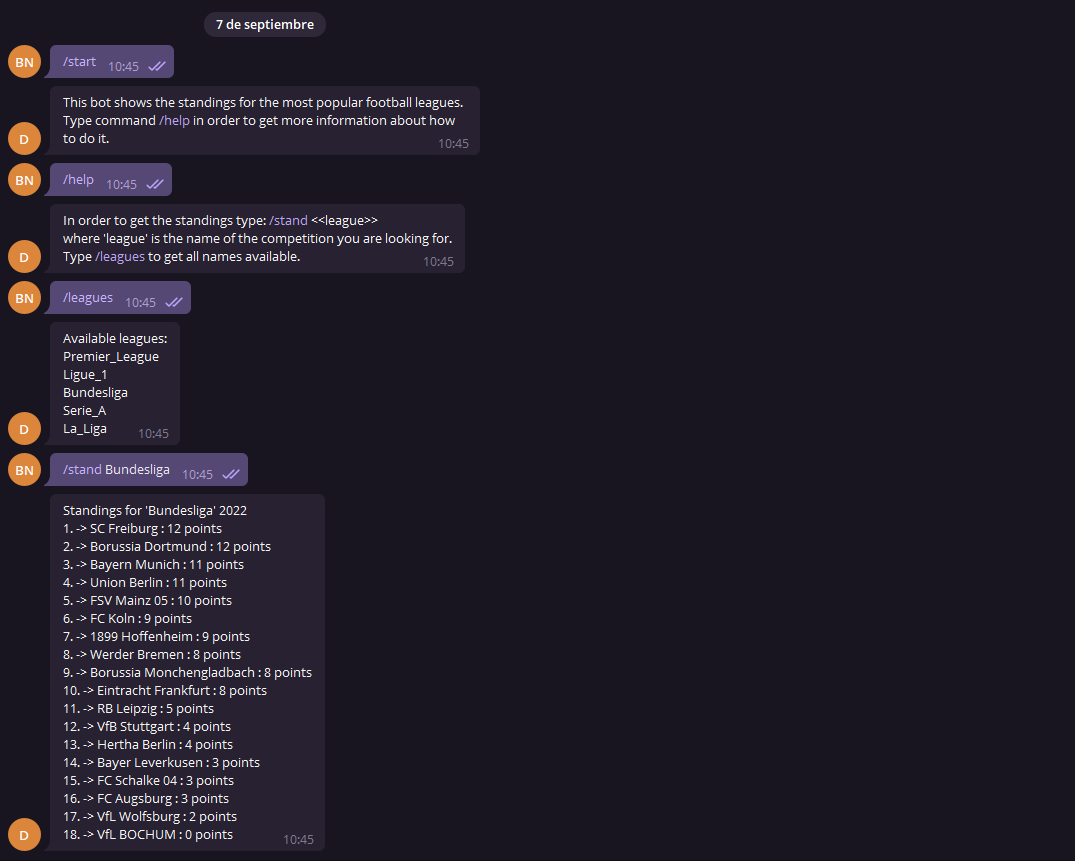 7 de septiembre
BN
/start 10:45
This bot shows the standings for the most popular football leagues.
Type command /help in order to get more information about how
to do it.
D
10:45
BN
/help 10:45
In order to get the standings type: /stand <<league>>
where 'league' is the name of the competition you are looking for.
Type /leagues to get all names available.
D
10:45
BN
/leagues 10:45
Available leagues:
Premier_League
Ligue_1
Bundesliga
Serie_A
La_Liga
D
10:45
BN
/stand Bundesliga 10:45
Standings for 'Bundesliga' 2022
1. -> SC Freiburg : 12 points
2. -> Borussia Dortmund : 12 points
3. -> Bayern Munich : 11 points
4. -> Union Berlin : 11 points
5. -> FSV Mainz 05 : 10 points
6. -> FC Koln : 9 points
7. -> 1899 Hoffenheim : 9 points
8. -> Werder Bremen : 8 points
9. -> Borussia Monchengladbach : 8 points
10. -> Eintracht Frankfurt : 8 points
11. -> RB Leipzig : 5 points
12. -> VfB Stuttgart : 4 points
13. -> Hertha Berlin : 4 points
14. -> Bayer Leverkusen : 3 points
15. -> FC Schalke 04 : 3 points
16. -> FC Augsburg : 3 points
17. -> VfL Wolfsburg : 2 points
18. -> VfL BOCHUM : 0 points
D
10:45